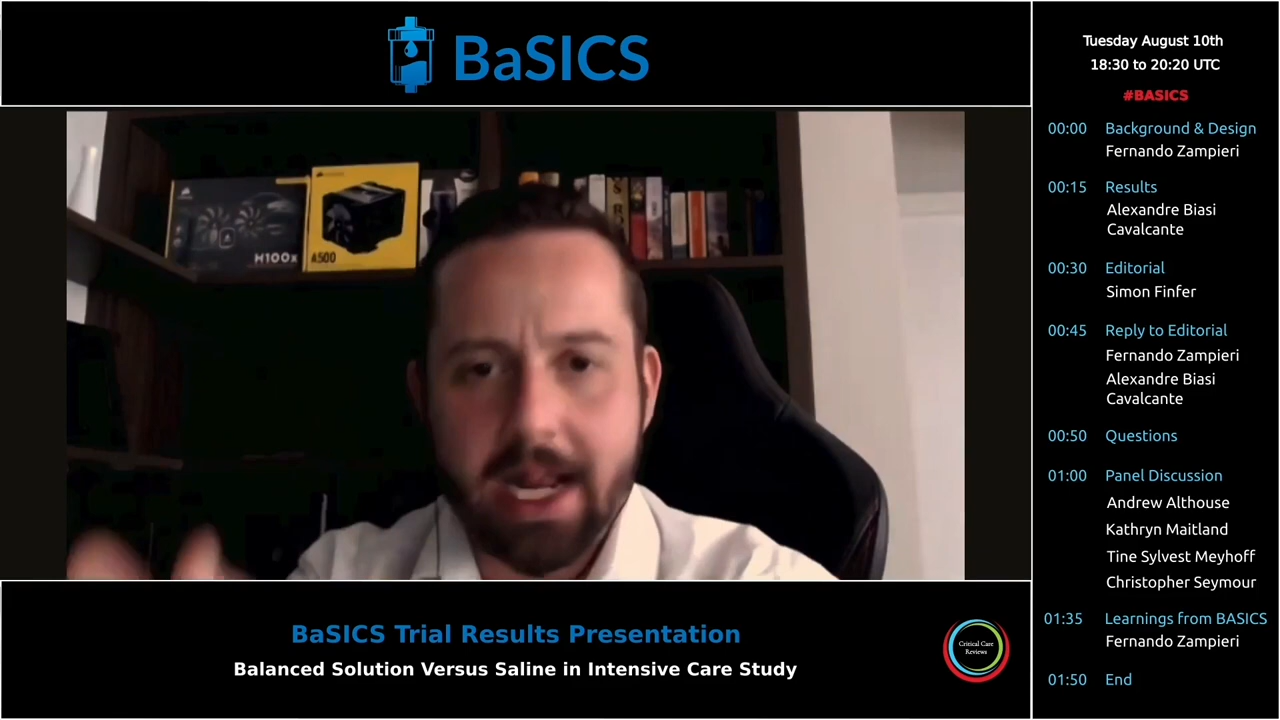 BaSICS
H100x
A500
BaSICS Trial Results Presentation
Balanced Solution Versus Saline in Intensive Care Study
Critical Care
Reviews
Tuesday August 10th
18:30 to 20:20 UTC
#BASICS
00:00 Background & Design
Fernando Zampieri
00:15 Results
Alexandre Biasi
Cavalcante
00:30 Editorial
Simon Finfer
00:45 Reply to Editorial
Fernando Zampieri
Alexandre Biasi
Cavalcante
00:50 Questions
01:00 Panel Discussion
Andrew Althouse
Kathryn Maitland
Tine Sylvest Meyhoff
Christopher Seymour
01:35 Learnings from BASICS
Fernando Zampieri
01:50 End